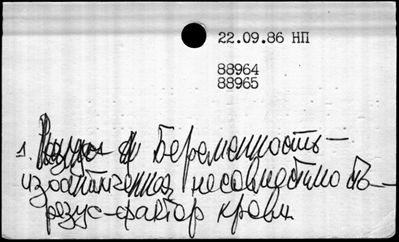 22.09.86 НП
88964
88965
1. Беременность –
изоантигенная несовместимость –
резус-фактор крови